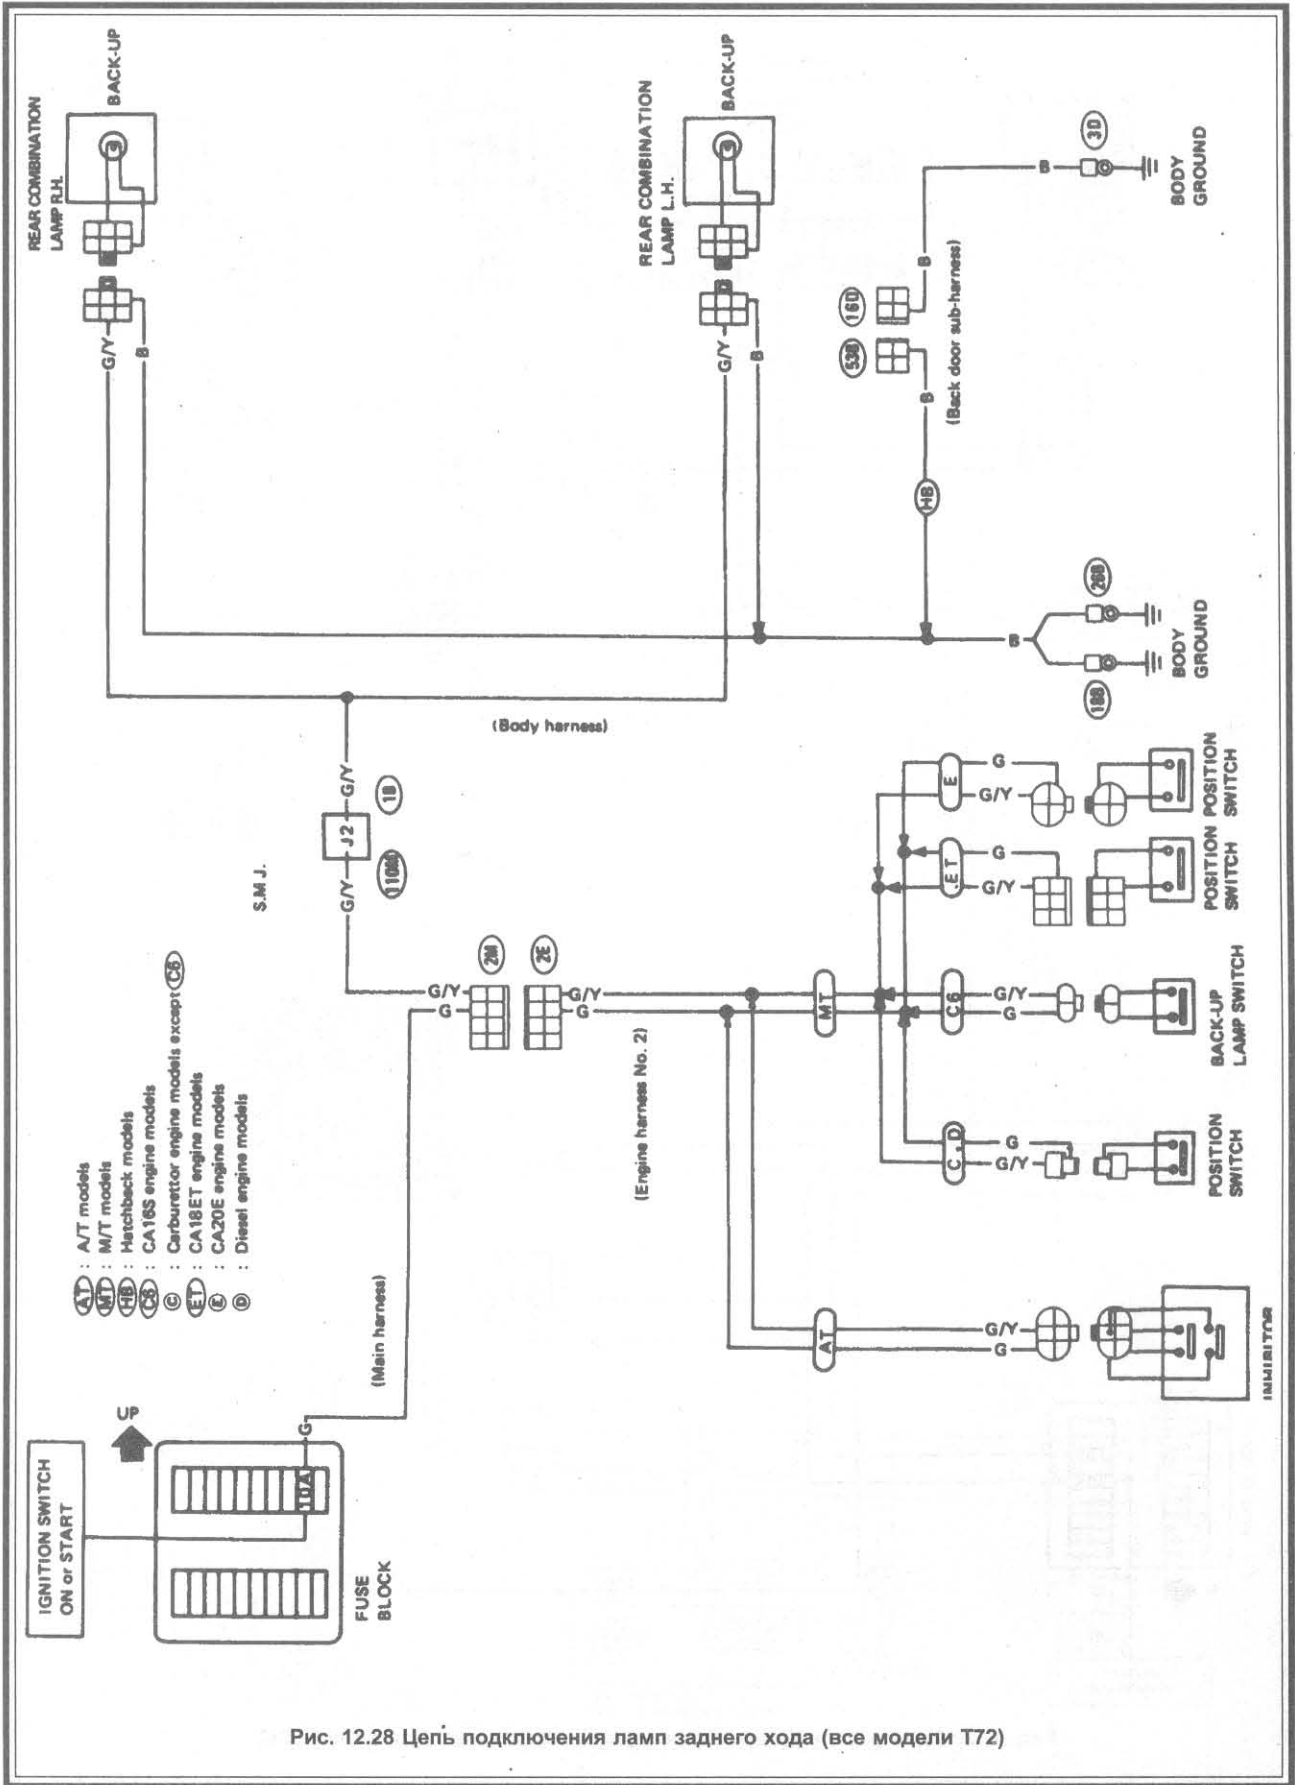 IGNITION SWITCH
ON or START
UP
FUSE
BLOCK
10A
G
(Main harness)
AT : A/T models
MT : M/T models
HB : Hatchback models
C6 : CA16S engine models
C : Carburettor engine models except C6
ET : CA18ET engine models
E : CA20E engine models
D : Diesel engine models
S.M.J.
G/Y
J2
G/Y
110M
1B
G/Y
G
2M
2E
G/Y
G
(Engine harness No. 2)
(Body harness)
REAR COMBINATION
LAMP R.H.
BACK-UP
G/Y
B
REAR COMBINATION
LAMP L.H.
BACK-UP
G/Y
B
53B
16D
B
B
HB
(Back door sub-harness)
B
3D
BODY
GROUND
B
18B
26B
BODY
GROUND
MT
AT
G/Y
G
INHIBITOR
C, D
G
G/Y
POSITION
SWITCH
C6
G/Y
G
BACK-UP
LAMP SWITCH
ET
G
G/Y
POSITION
SWITCH
E
G
G/Y
POSITION
SWITCH
Рис. 12.28 Цепь подключения ламп заднего хода (все модели T72)